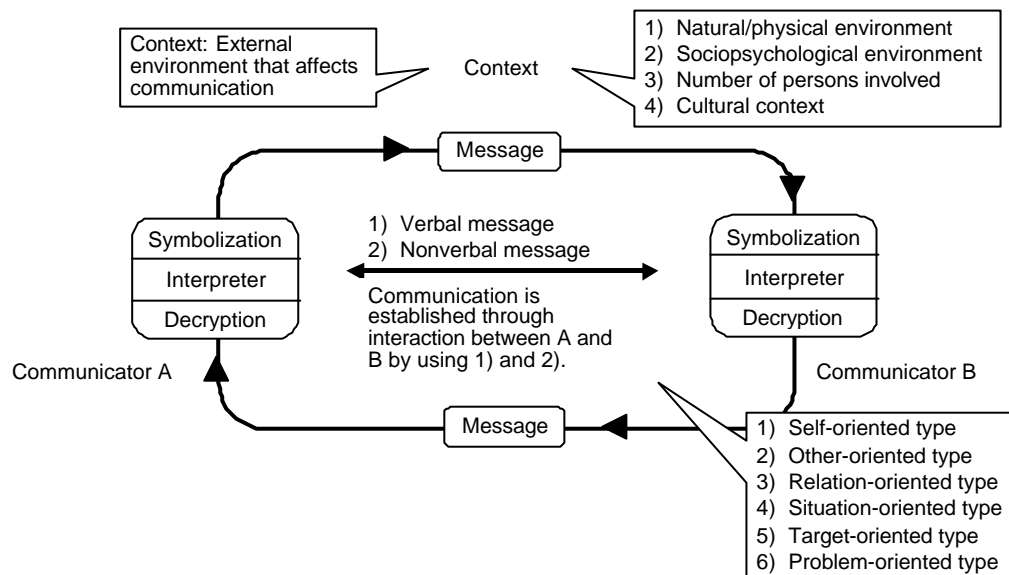 Context: External
environment that affects
communication
Context
1) Natural/physical environment
2) Sociopsychological environment
3) Number of persons involved
4) Cultural context
Message
Symbolization
Interpreter
Decryption
1) Verbal message
2) Nonverbal message
Communication is
established through
interaction between A and
B by using 1) and 2).
Symbolization
Interpreter
Decryption
Communicator A
Communicator B
Message
1) Self-oriented type
2) Other-oriented type
3) Relation-oriented type
4) Situation-oriented type
5) Target-oriented type
6) Problem-oriented type